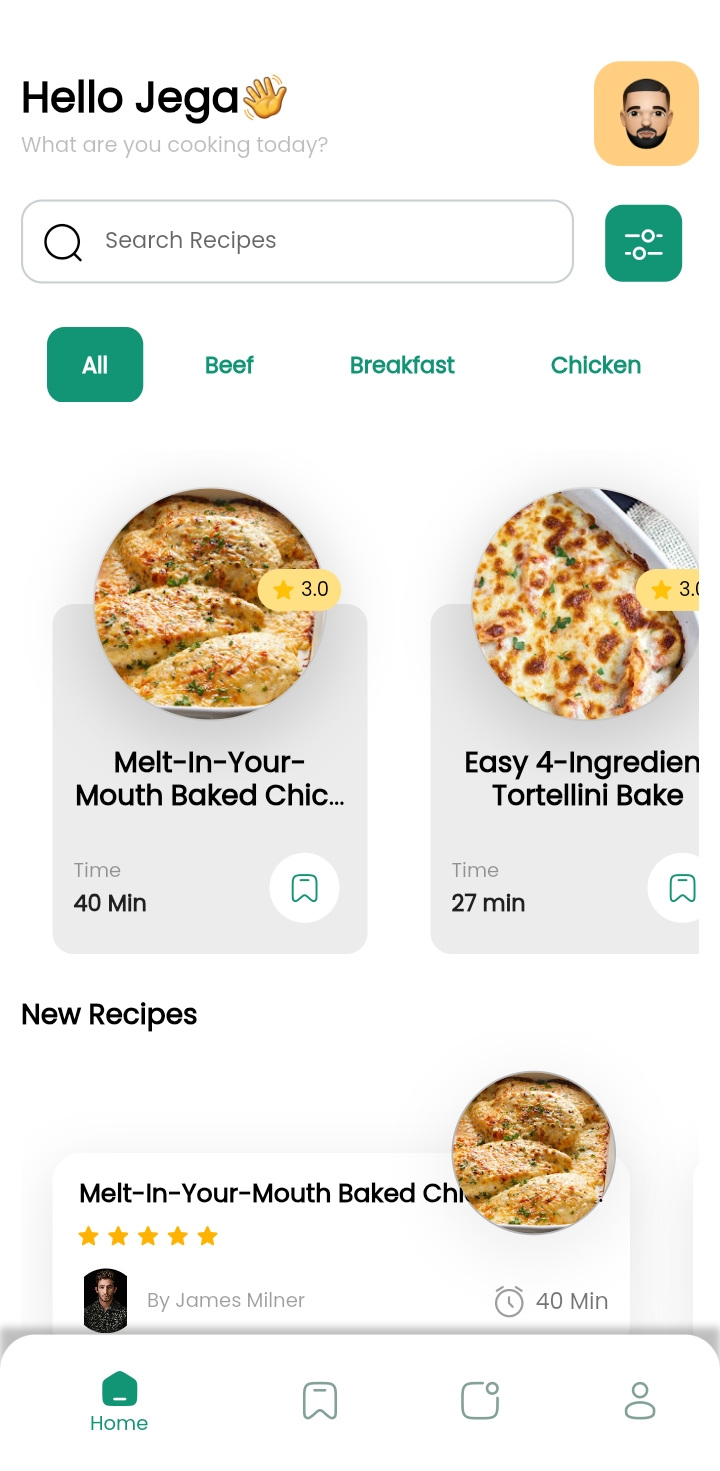 Hello Jega👋
What are you cooking today?
Search Recipes
All
Beef
Breakfast
Chicken
3.0
3.0
Melt-In-Your-
Mouth Baked Chic...
Easy 4-Ingredien
Tortellini Bake
Time
40 Min
Time
27 min
New Recipes
Melt-In-Your-Mouth Baked Chi
By James Milner
40 Min
Home